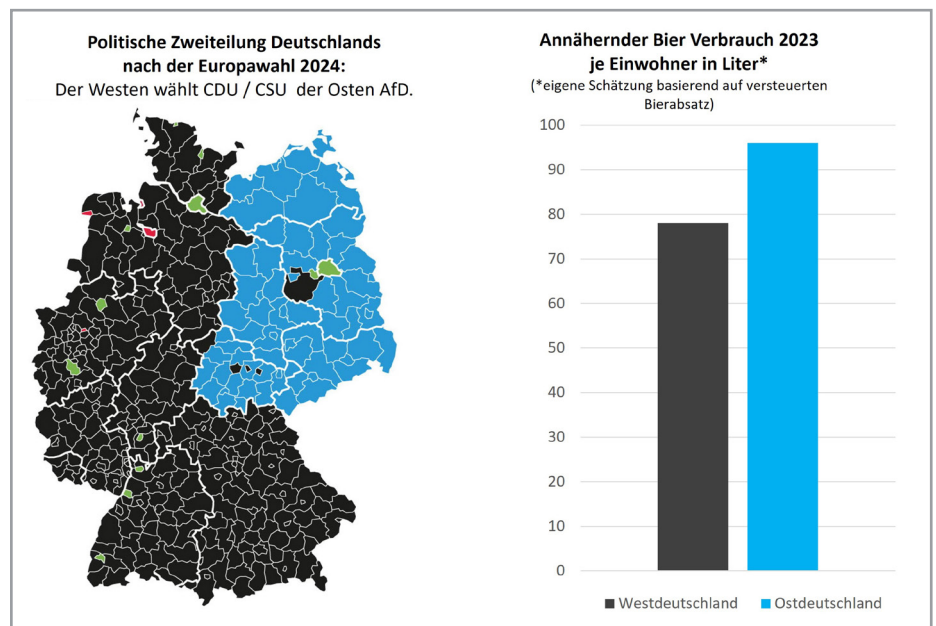 Politische Zweiteilung Deutschlands
nach der Europawahl 2024:
Der Westen wählt CDU / CSU der Osten AfD.
Annähernder Bier Verbrauch 2023
je Einwohner in Liter*
(*eigene Schätzung basierend auf versteuerten
Bierabsatz)
100
90
80
70
60
50
40
30
20
10
0
Westdeutschland
Ostdeutschland